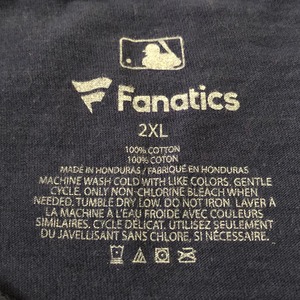 Fanatics
2XL
100% COTTON
100% COTON
MADE IN HONDURAS / FABRIQUÉ EN HONDURAS
MACHINE WASH COLD WITH LIKE COLORS. GENTLE
CYCLE. ONLY NON-CHLORINE BLEACH WHEN
NEEDED. TUMBLE DRY LOW. DO NOT IRON. LAVER À
LA MACHINE À L'EAU FROIDE AVEC COULEURS
SIMILAIRES. CYCLE DÉLICAT. UTILISEZ SEULEMENT
DU JAVELLISANT SANS CHLORE, SI NÉCESSAIRE.